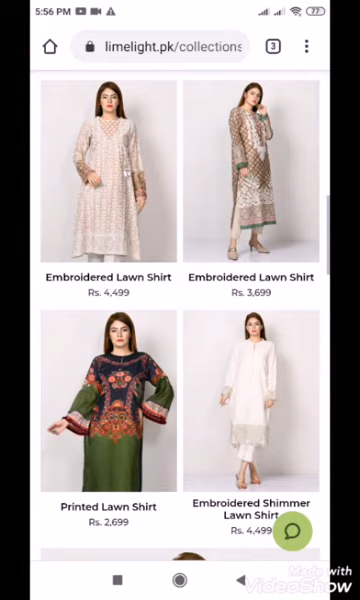 5:56 PM
77
limelight.pk/collections
3
Embroidered Lawn Shirt
Rs. 4,499
Embroidered Lawn Shirt
Rs. 3,699
Printed Lawn Shirt
Rs. 2,699
Embroidered Shimmer
Lawn Shirt
Rs. 4,499
Made with
VideoShow